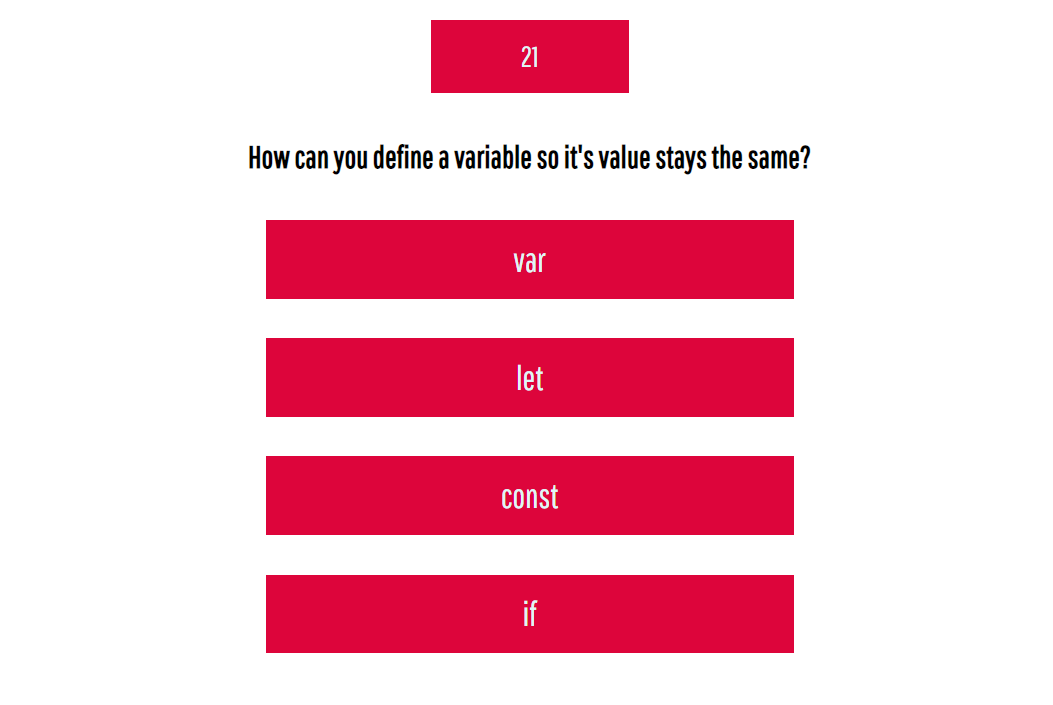 21
How can you define a variable so it's value stays the same?
var
let
const
if